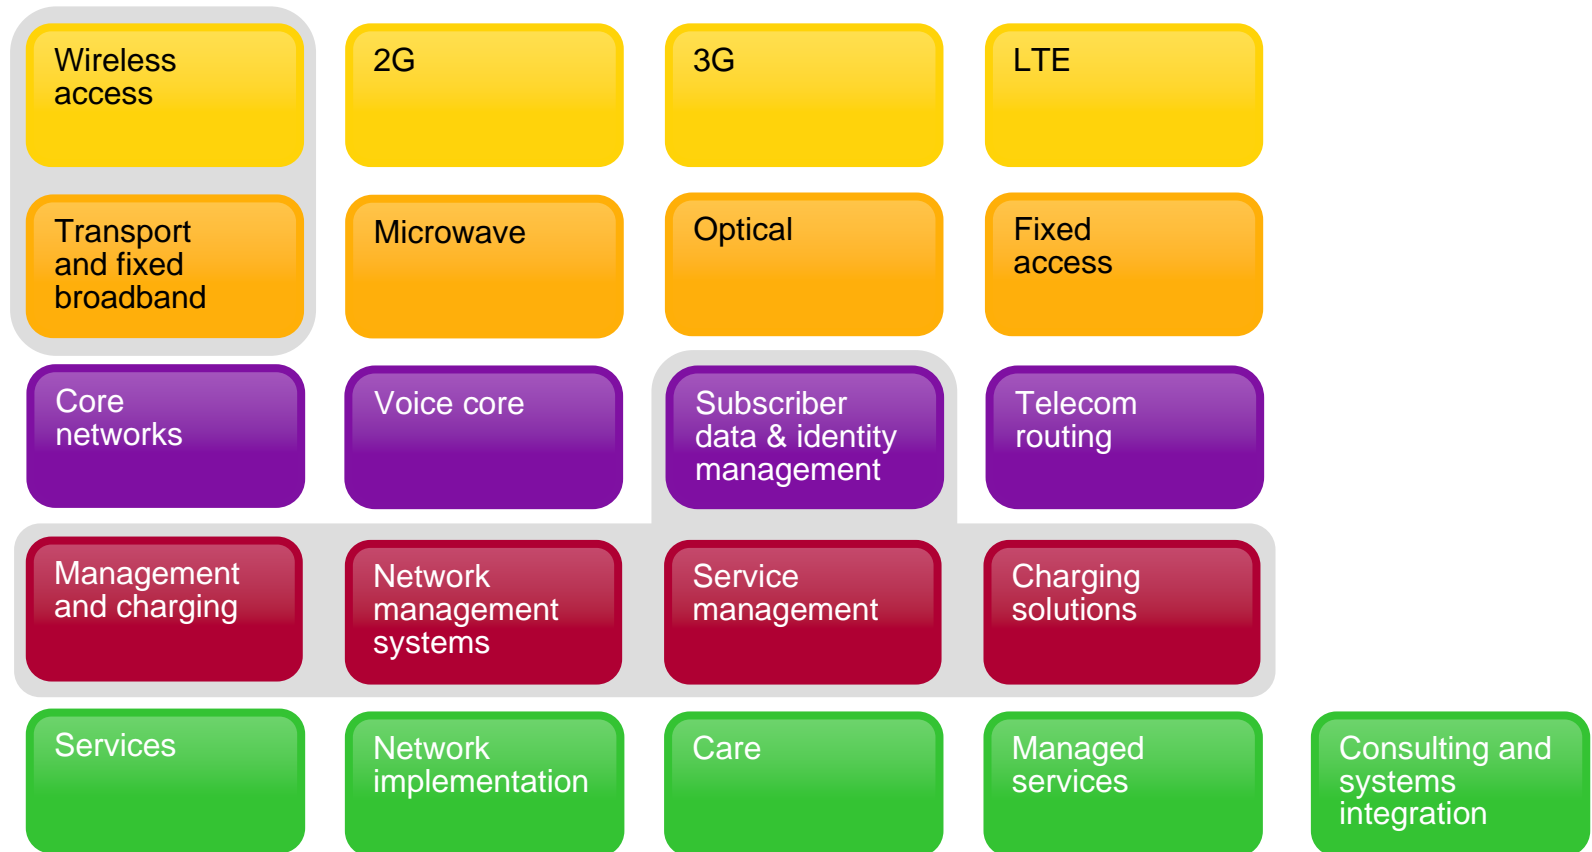 Wireless
access
2G
3G
LTE
Transport
and fixed
broadband
Microwave
Optical
Fixed
access
Core
networks
Voice core
Subscriber
data & identity
management
Telecom
routing
Management
and charging
Network
management
systems
Service
management
Charging
solutions
Services
Network
implementation
Care
Managed
services
Consulting and
systems
integration